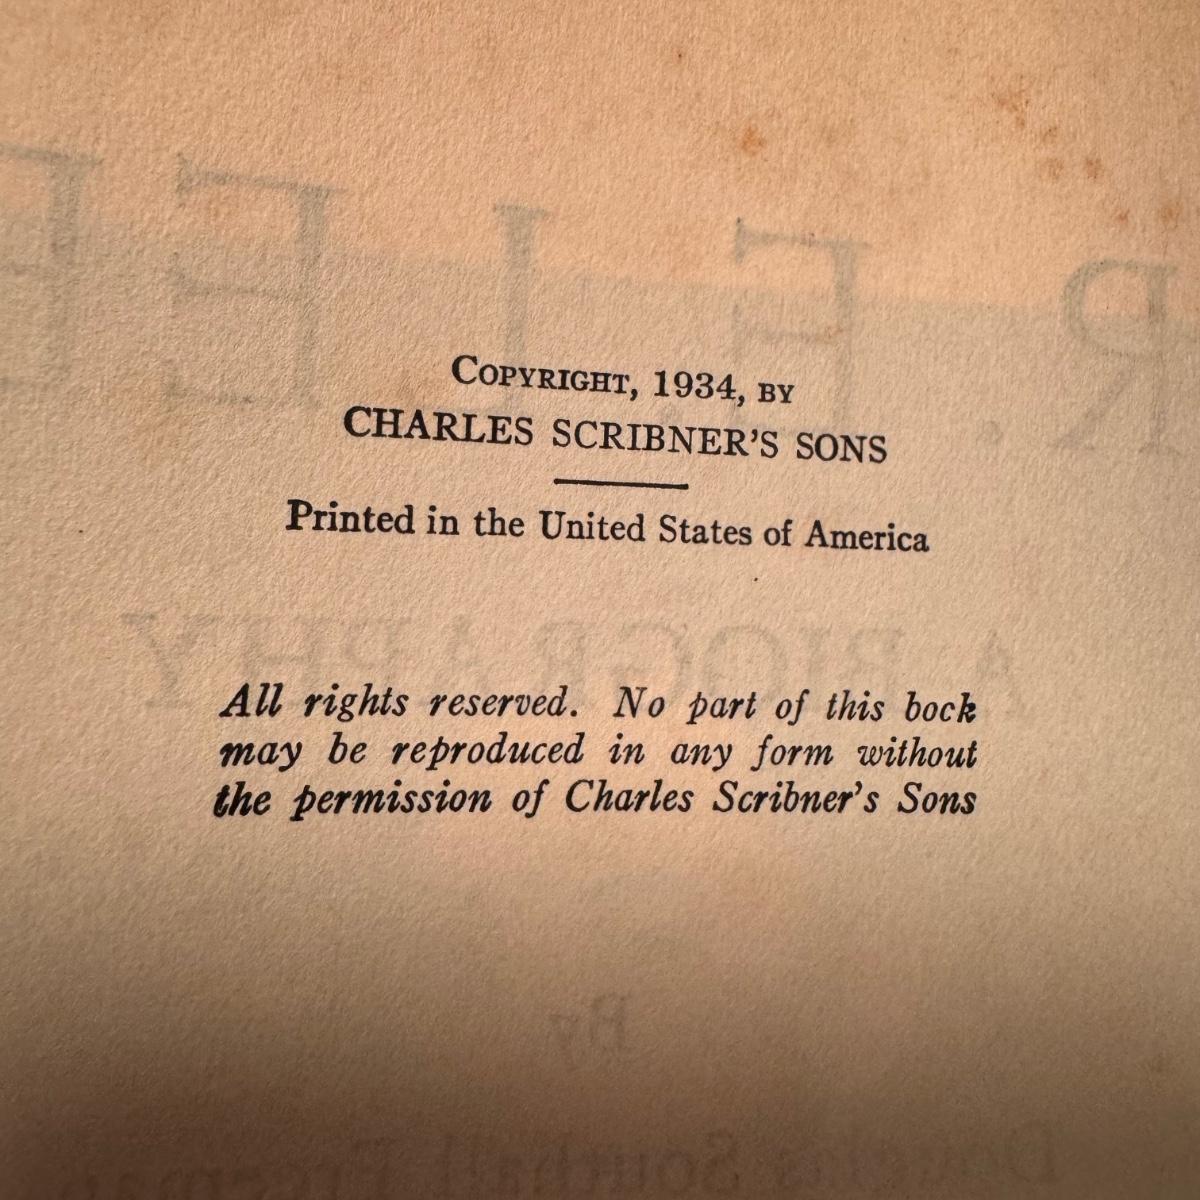 COPYRIGHT, 1934, BY
CHARLES SCRIBNER'S SONS
Printed in the United States of America
All rights reserved. No part of this bock
may be reproduced in any form without
the permission of Charles Scribner's Sons